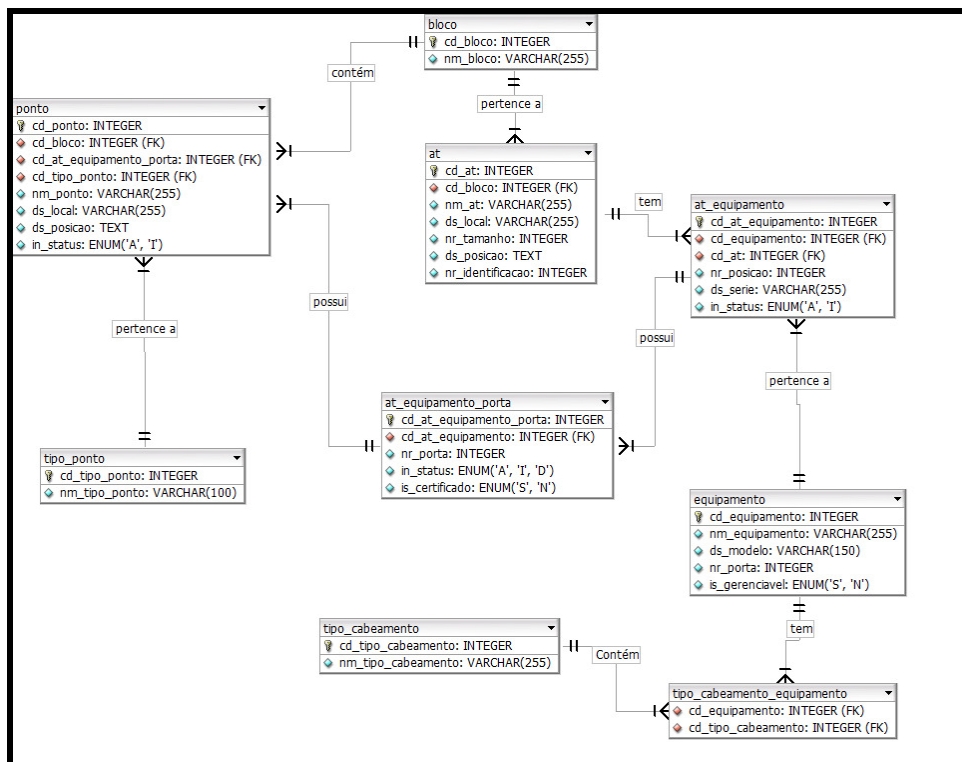 bloco
cd_bloco: INTEGER
nm_bloco: VARCHAR(255)
contém
pertence a
ponto
cd_ponto: INTEGER
cd_bloco: INTEGER (FK)
cd_at_equipamento_porta: INTEGER (FK)
cd_tipo_ponto: INTEGER (FK)
nm_ponto: VARCHAR(255)
ds_local: VARCHAR(255)
ds_posicao: TEXT
in_status: ENUM('A', 'I')
at
cd_at: INTEGER
cd_bloco: INTEGER (FK)
nm_at: VARCHAR(255)
ds_local: VARCHAR(255)
nr_tamanho: INTEGER
ds_posicao: TEXT
nr_identificacao: INTEGER
tem
at_equipamento
cd_at_equipamento: INTEGER
cd_equipamento: INTEGER (FK)
cd_at: INTEGER (FK)
nr_posicao: INTEGER
ds_serie: VARCHAR(255)
in_status: ENUM('A', 'I')
possui
pertence a
possui
pertence a
at_equipamento_porta
cd_at_equipamento_porta: INTEGER
cd_at_equipamento: INTEGER (FK)
nr_porta: INTEGER
in_status: ENUM('A', 'I', 'D')
is_certificado: ENUM('S', 'N')
tipo_ponto
cd_tipo_ponto: INTEGER
nm_tipo_ponto: VARCHAR(100)
equipamento
cd_equipamento: INTEGER
nm_equipamento: VARCHAR(255)
ds_modelo: VARCHAR(150)
nr_porta: INTEGER
is_gerenciavel: ENUM('S', 'N')
tem
tipo_cabeamento
cd_tipo_cabeamento: INTEGER
nm_tipo_cabeamento: VARCHAR(255)
Contém
tipo_cabeamento_equipamento
cd_equipamento: INTEGER (FK)
cd_tipo_cabeamento: INTEGER (FK)